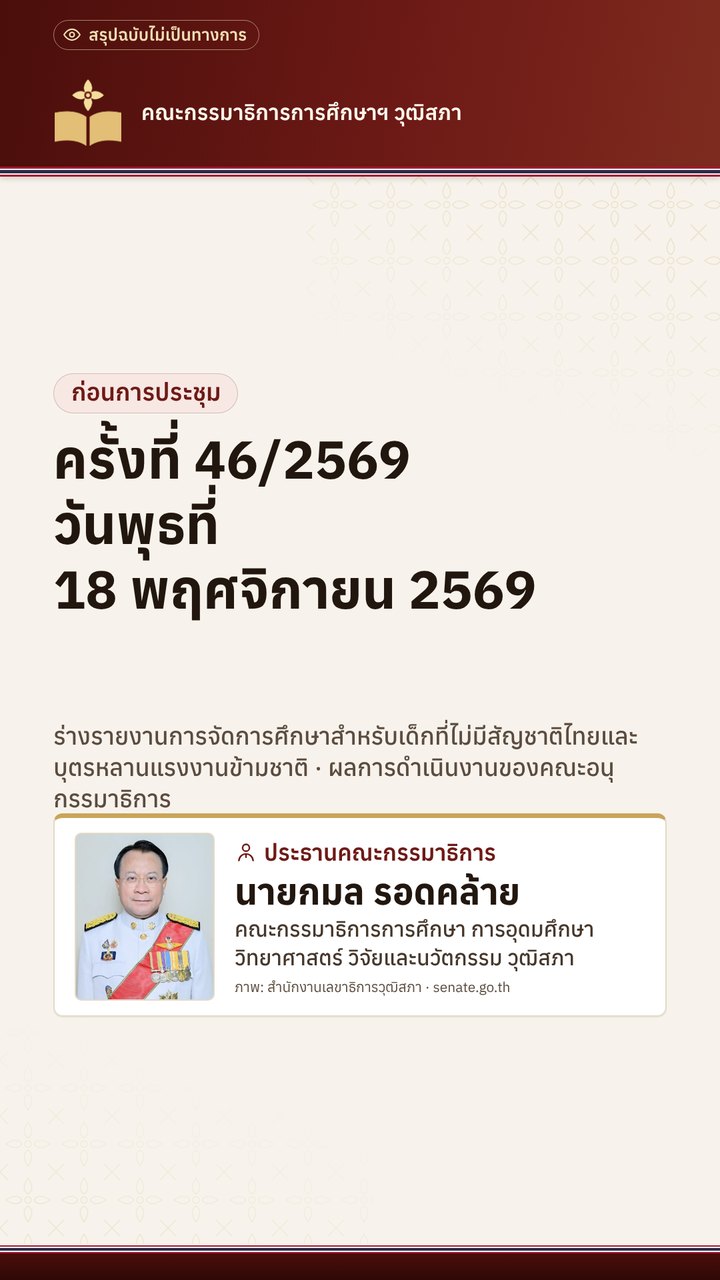 สรุปฉบับไม่เป็นทางการ
คณะกรรมาธิการการศึกษาฯ วุฒิสภา
ก่อนการประชุม
ครั้งที่ 46/2569
วันพุธที่
18 พฤศจิกายน 2569
ร่างรายงานการจัดการศึกษาสำหรับเด็กที่ไม่มีสัญชาติไทยและ
บุตรหลานแรงงานข้ามชาติ · ผลการดำเนินงานของคณะอนุ
กรรมาธิการ
ประธานคณะกรรมาธิการ
นายกมล รอดคล้าย
คณะกรรมาธิการการศึกษา การอุดมศึกษา
วิทยาศาสตร์ วิจัยและนวัตกรรม วุฒิสภา
ภาพ: สำนักงานเลขาธิการวุฒิสภา · senate.go.th